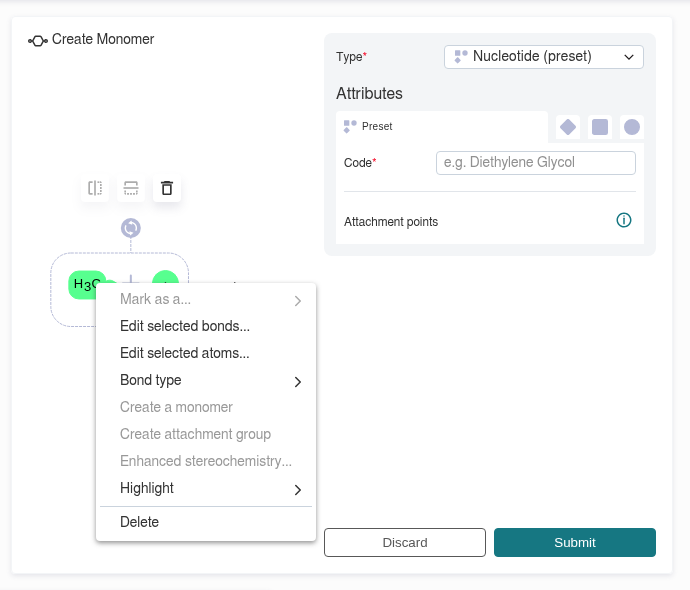 Create Monomer
Type*
Nucleotide (preset)
Attributes
Preset
Code*
e.g. Diethylene Glycol
Attachment points
H3C
Mark as a...
Edit selected bonds...
Edit selected atoms...
Bond type
Create a monomer
Create attachment group
Enhanced stereochemistry...
Highlight
Delete
Discard
Submit